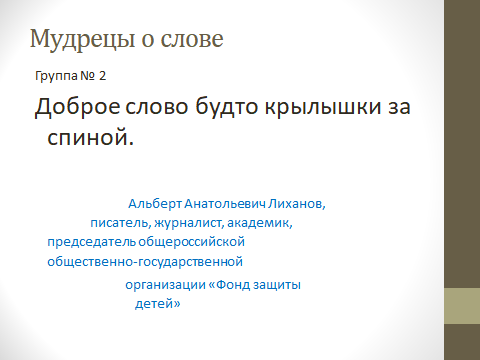 Мудрецы о слове
Группа № 2
Доброе слово будто крылышки за
спиной.
Альберт Анатольевич Лиханов,
писатель, журналист, академик,
председатель общероссийской
общественно-государственной
организации «Фонд защиты
детей»